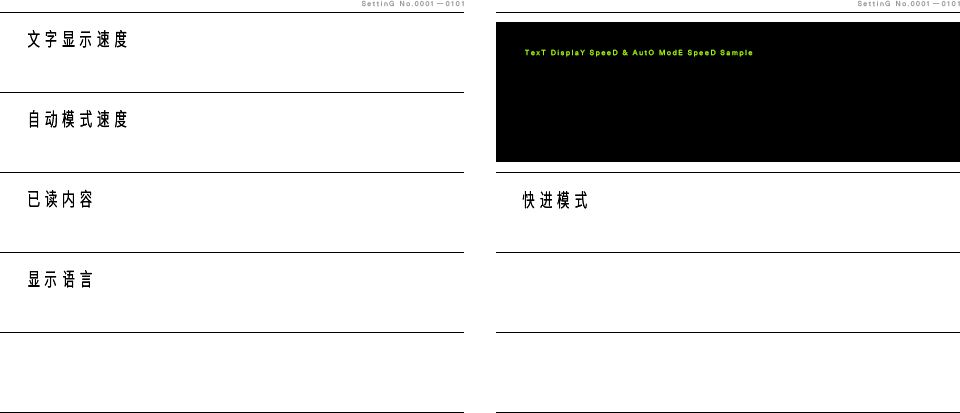 SettinG No.0001—0101
文字显示速度
自动模式速度
已读内容
显示语言
SettinG No.0001—0101
TexT DisplaY SpeeD & AutO ModE SpeeD Sample
快进模式